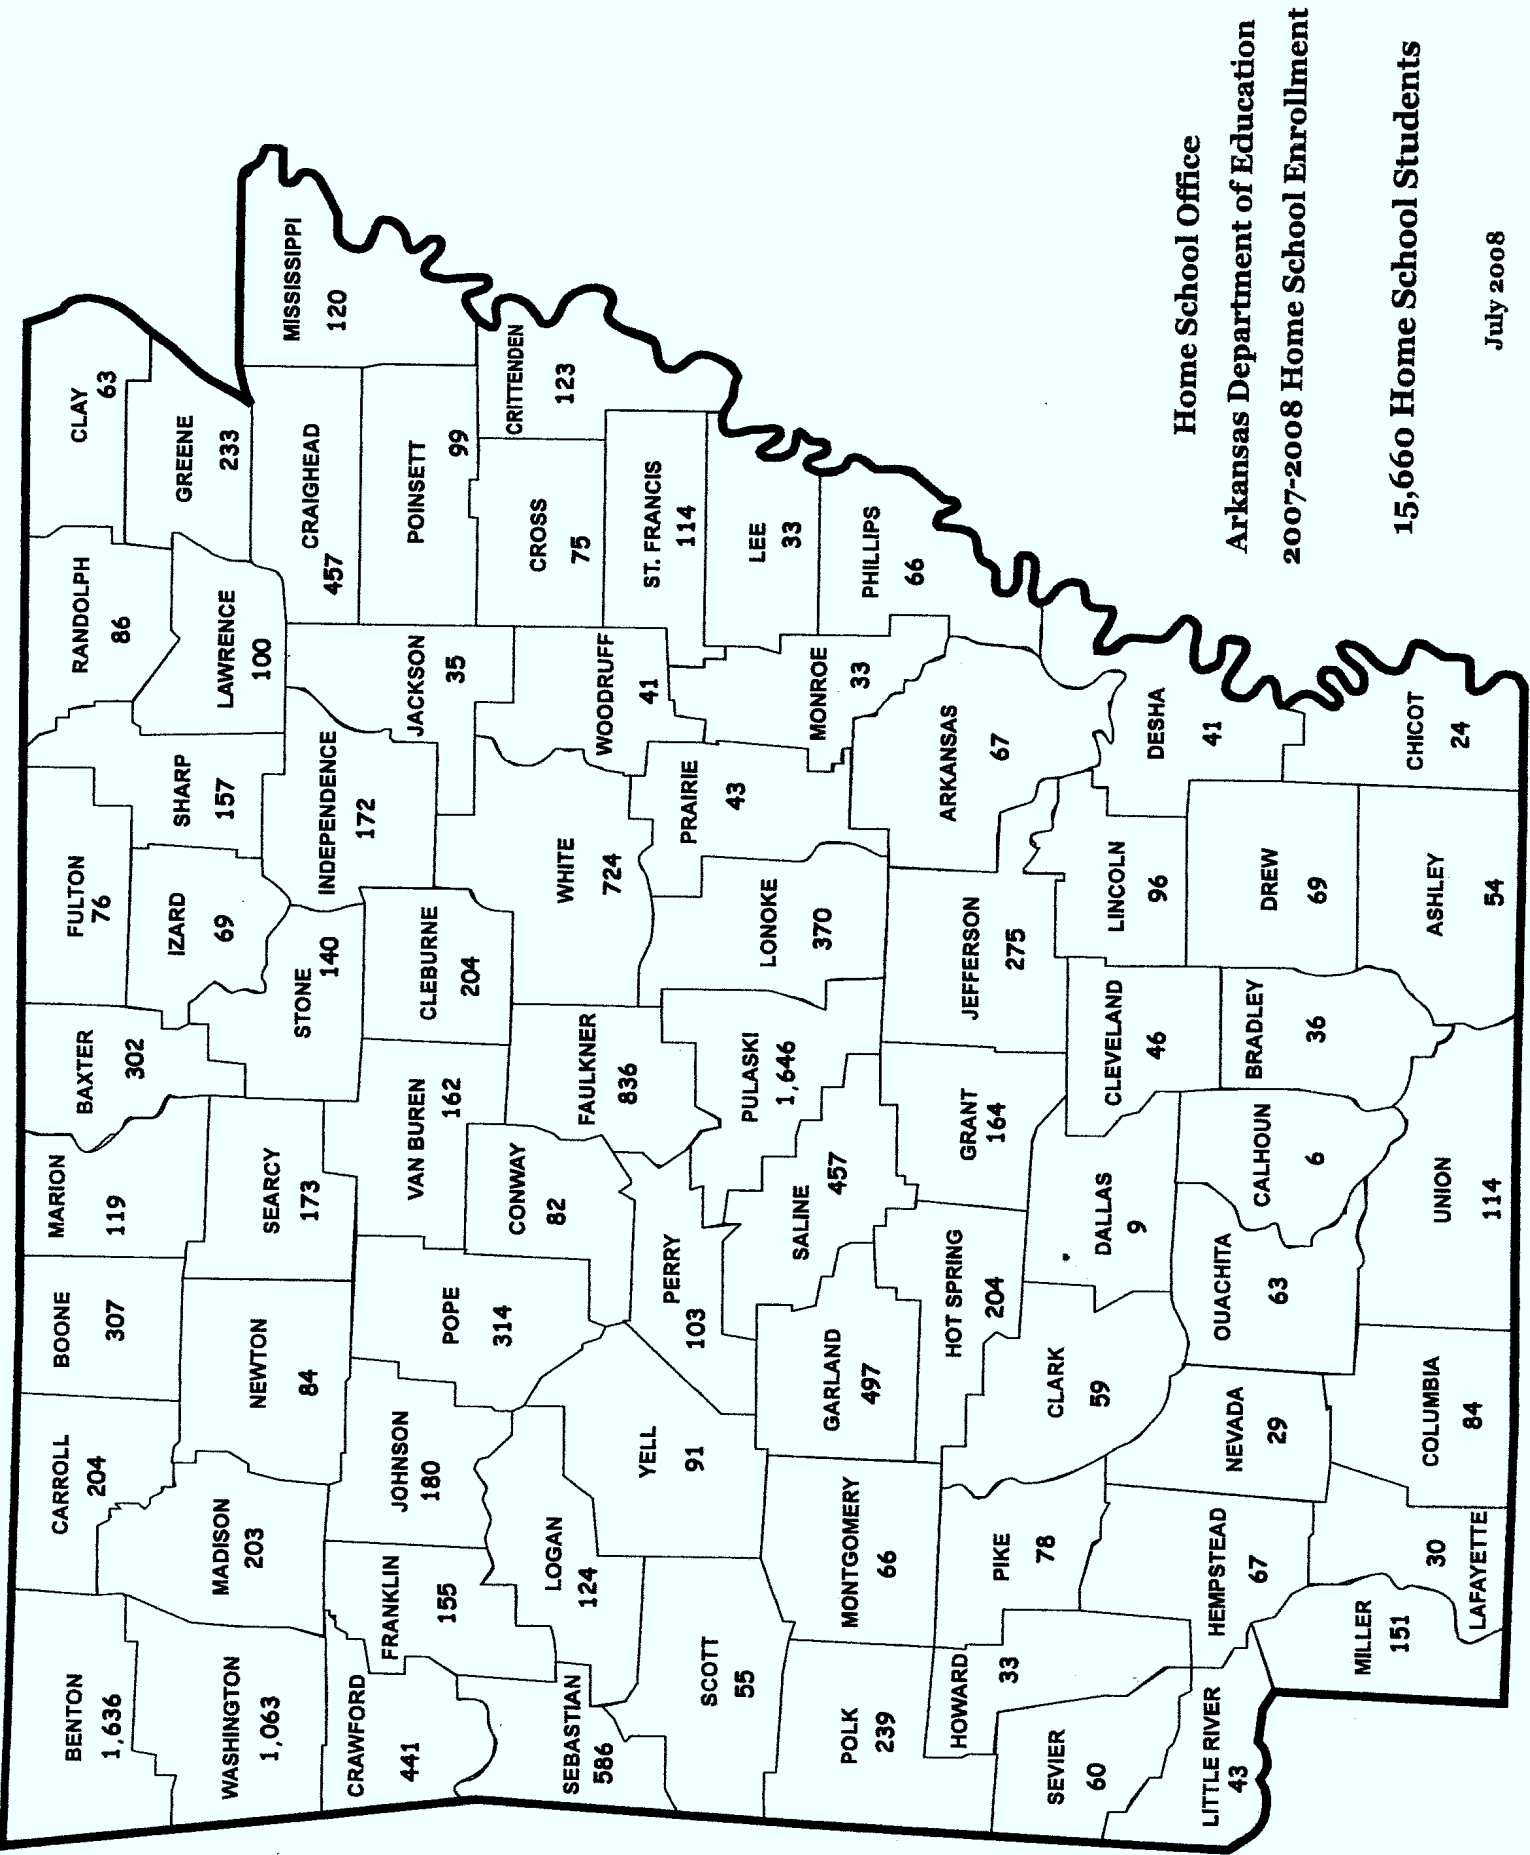 BENTON
1,636
CARROLL
204
BOONE
307
MARION
119
BAXTER
302
FULTON
76
RANDOLPH
86
CLAY
63
WASHINGTON
1,063
MADISON
203
NEWTON
84
SEARCY
173
IZARD
69
SHARP
157
LAWRENCE
100
GREENE
233
STONE
140
INDEPENDENCE
172
CRAIGHEAD
457
MISSISSIPPI
120
CRAWFORD
441
FRANKLIN
155
JOHNSON
180
POPE
314
VAN BUREN
162
CLEBURNE
204
JACKSON
35
POINSETT
99
SEBASTIAN
586
LOGAN
124
CONWAY
82
FAULKNER
836
WHITE
724
WOODRUFF
41
CROSS
75
CRITTENDEN
123
SCOTT
55
YELL
91
PERRY
103
PULASKI
1,646
LONOKE
370
PRAIRIE
43
MONROE
33
ST. FRANCIS
114
LEE
33
PHILLIPS
66
POLK
239
MONTGOMERY
66
GARLAND
497
SALINE
457
HOT SPRING
204
GRANT
164
JEFFERSON
275
ARKANSAS
67
HOWARD
33
PIKE
78
CLARK
59
DALLAS
9
CLEVELAND
46
LINCOLN
96
DESHA
41
SEVIER
60
LITTLE RIVER
43
HEMPSTEAD
67
NEVADA
29
OUACHITA
63
CALHOUN
6
BRADLEY
36
DREW
69
MILLER
151
LAFAYETTE
30
COLUMBIA
84
UNION
114
ASHLEY
54
CHICOT
24
Home School Office
Arkansas Department of Education
2007-2008 Home School Enrollment
15,660 Home School Students
July 2008